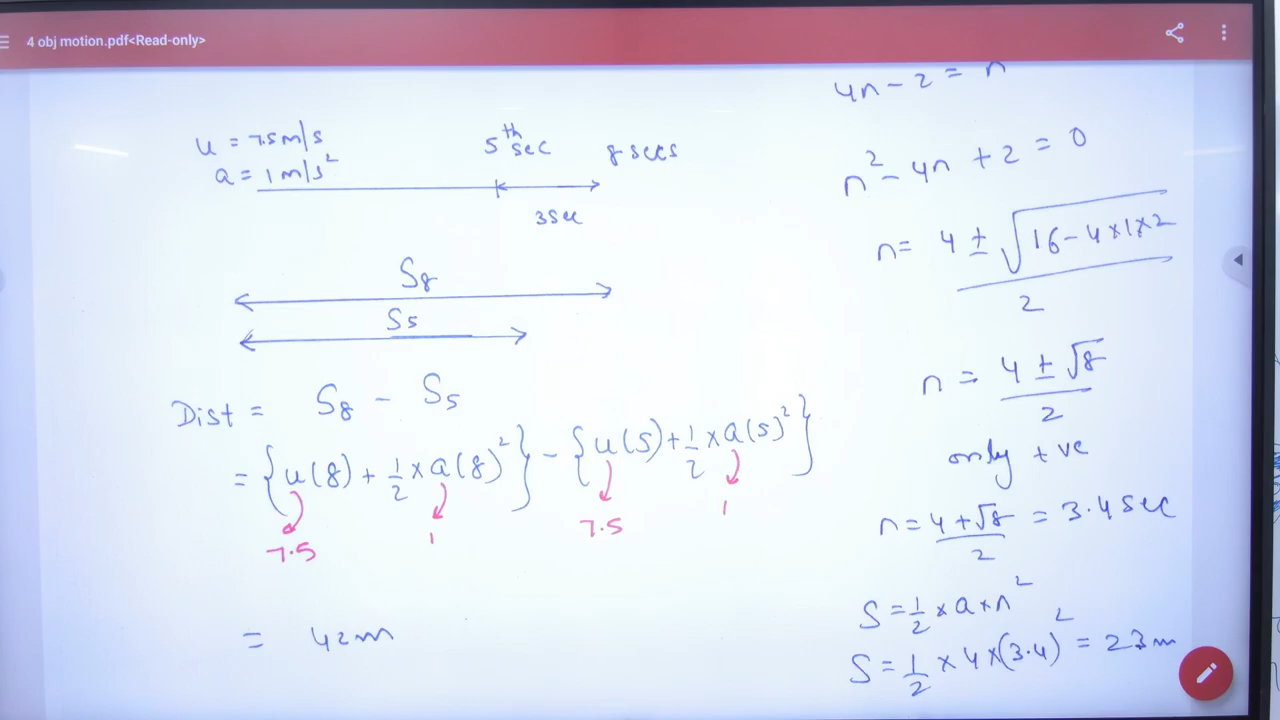 4 obj motion.pdf<Read-only>
u = 7.5 m/s
a = 1 m/s²
5th sec
8 secs
3 sec
S₈
S₅
Dist = S₈ - S₅
= {u(8) + 1/2 × a(8)²} - {u(5) + 1/2 × a(5)²}
7.5 1 7.5 1
= 42m
4n - 2 = n
n² - 4n + 2 = 0
n = 4 ± √16 - 4×1×2 / 2
n = 4 ± √8 / 2
only +ve
n = 4 + √8 / 2 = 3.4 sec
S = 1/2 × a × n²
S = 1/2 × 4 × (3.4)² = 23 m